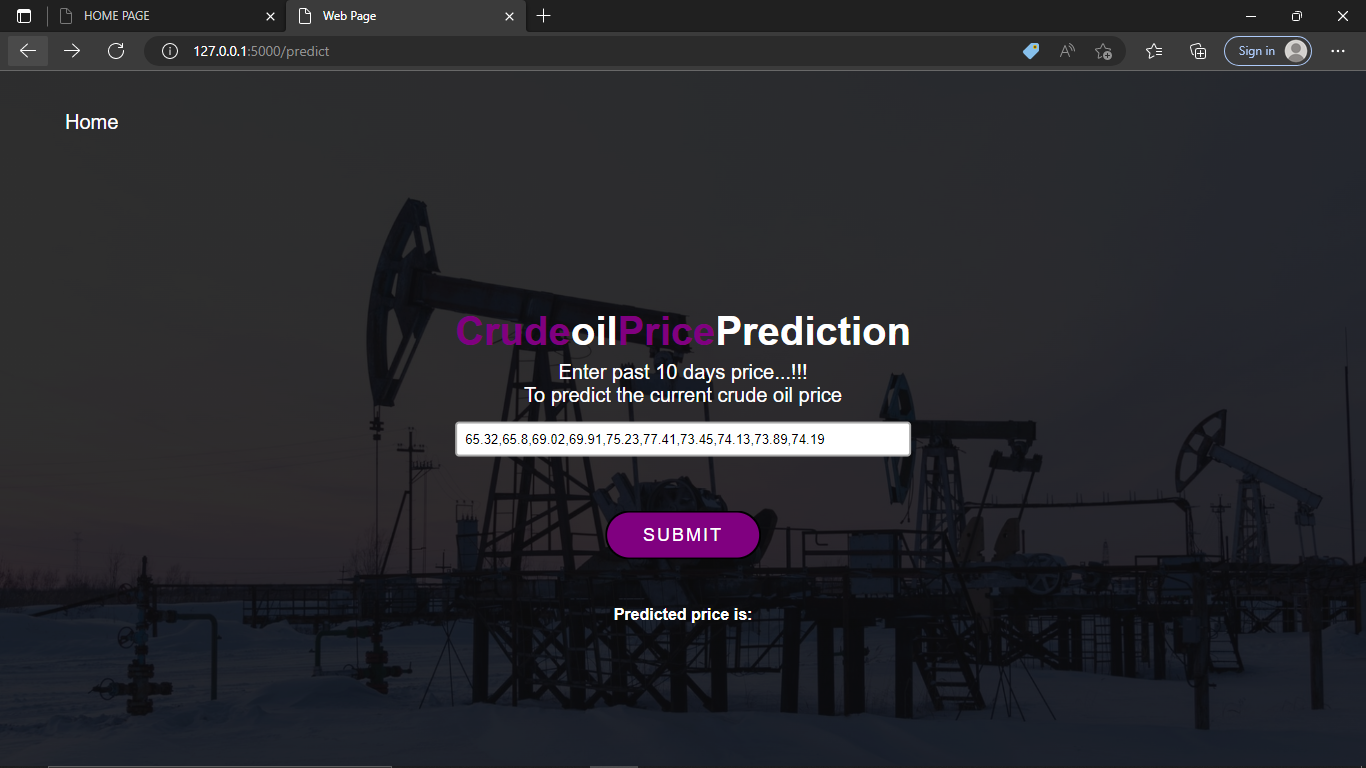 HOME PAGE
Web Page
127.0.0.1:5000/predict
Sign in
Home
CrudeoilPricePrediction
Enter past 10 days price...!!!
To predict the current crude oil price
65.32,65.8,69.02,69.91,75.23,77.41,73.45,74.13,73.89,74.19
SUBMIT
Predicted price is: